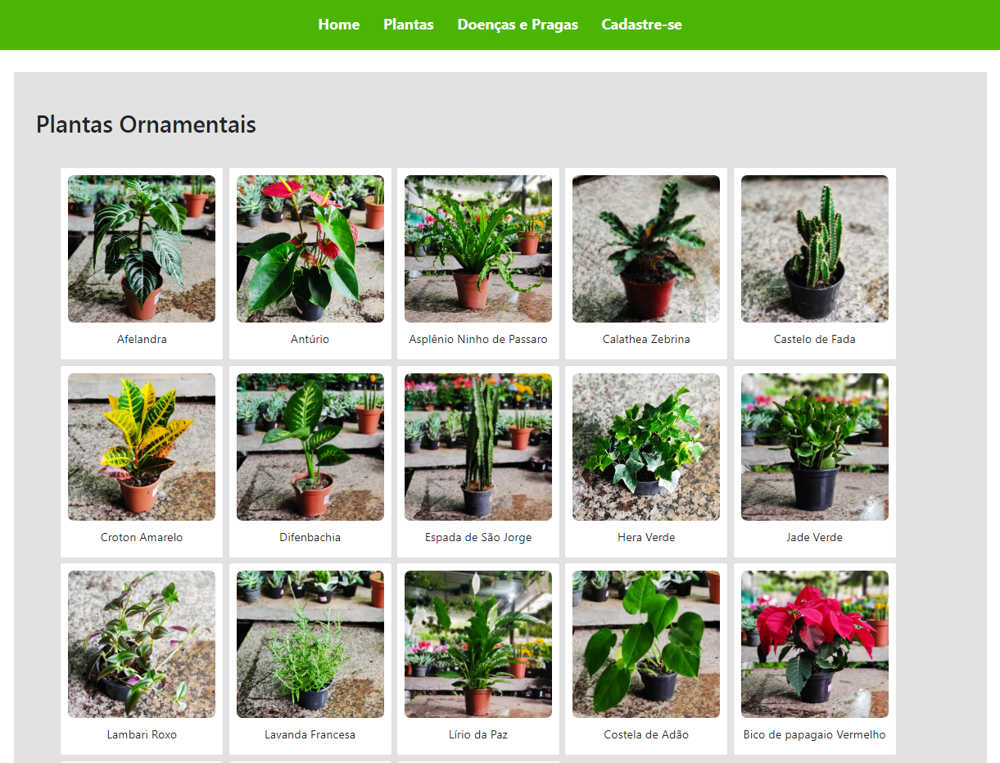 Home Plantas Doenças e Pragas Cadastre-se
Plantas Ornamentais
Afelandra
Antúrio
Asplênio Ninho de Passaro
Calathea Zebrina
Castelo de Fada
Croton Amarelo
Difenbachia
Espada de São Jorge
Hera Verde
Jade Verde
Lambari Roxo
Lavanda Francesa
Lírio da Paz
Costela de Adão
Bico de papagaio Vermelho